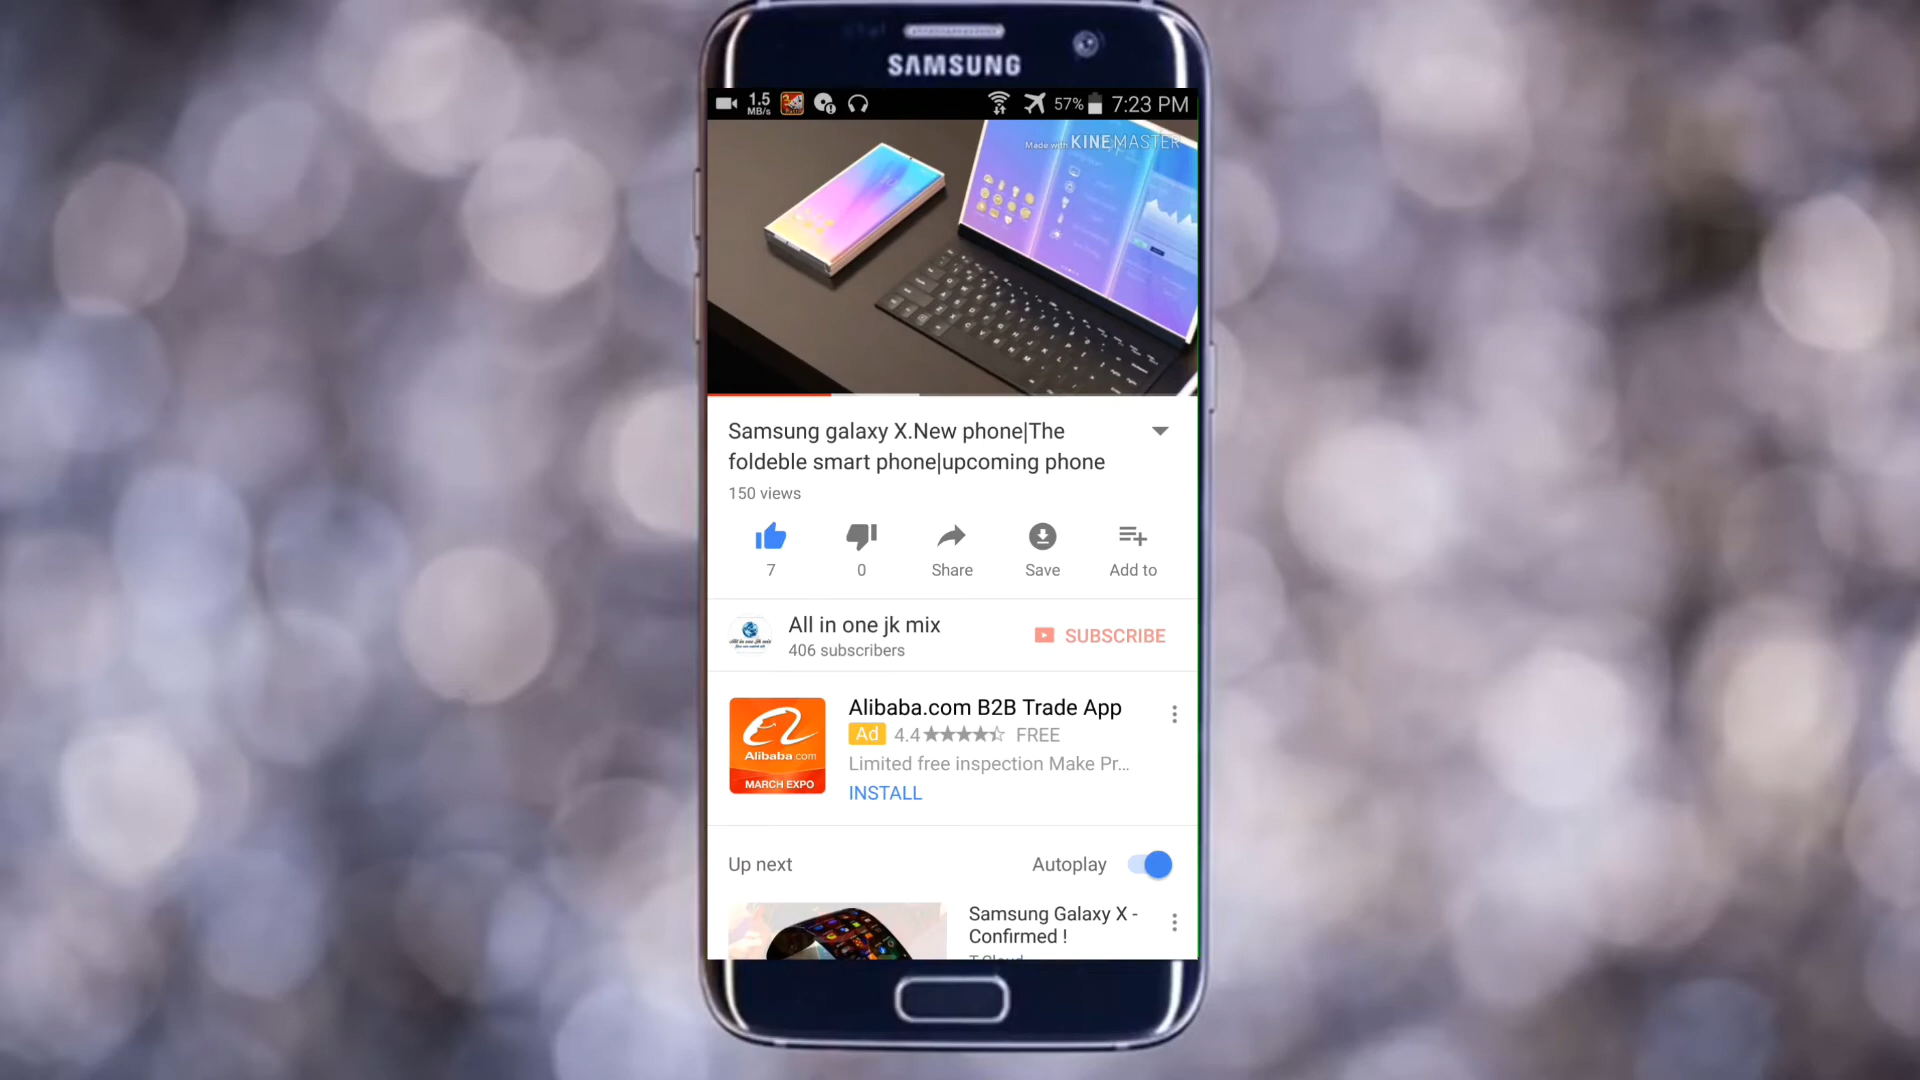 SAMSUNG
1.5
MB/s
57%
7:23 PM
Made with KINEMASTER
Samsung galaxy X.New phone|The
foldeble smart phone|upcoming phone
150 views
7
0
Share
Save
Add to
All in one jk mix
406 subscribers
SUBSCRIBE
Alibaba.com B2B Trade App
Ad 4.4 FREE
Limited free inspection Make Pr...
INSTALL
Alibaba.com
MARCH EXPO
Up next
Autoplay
Samsung Galaxy X -
Confirmed !
T Cloud